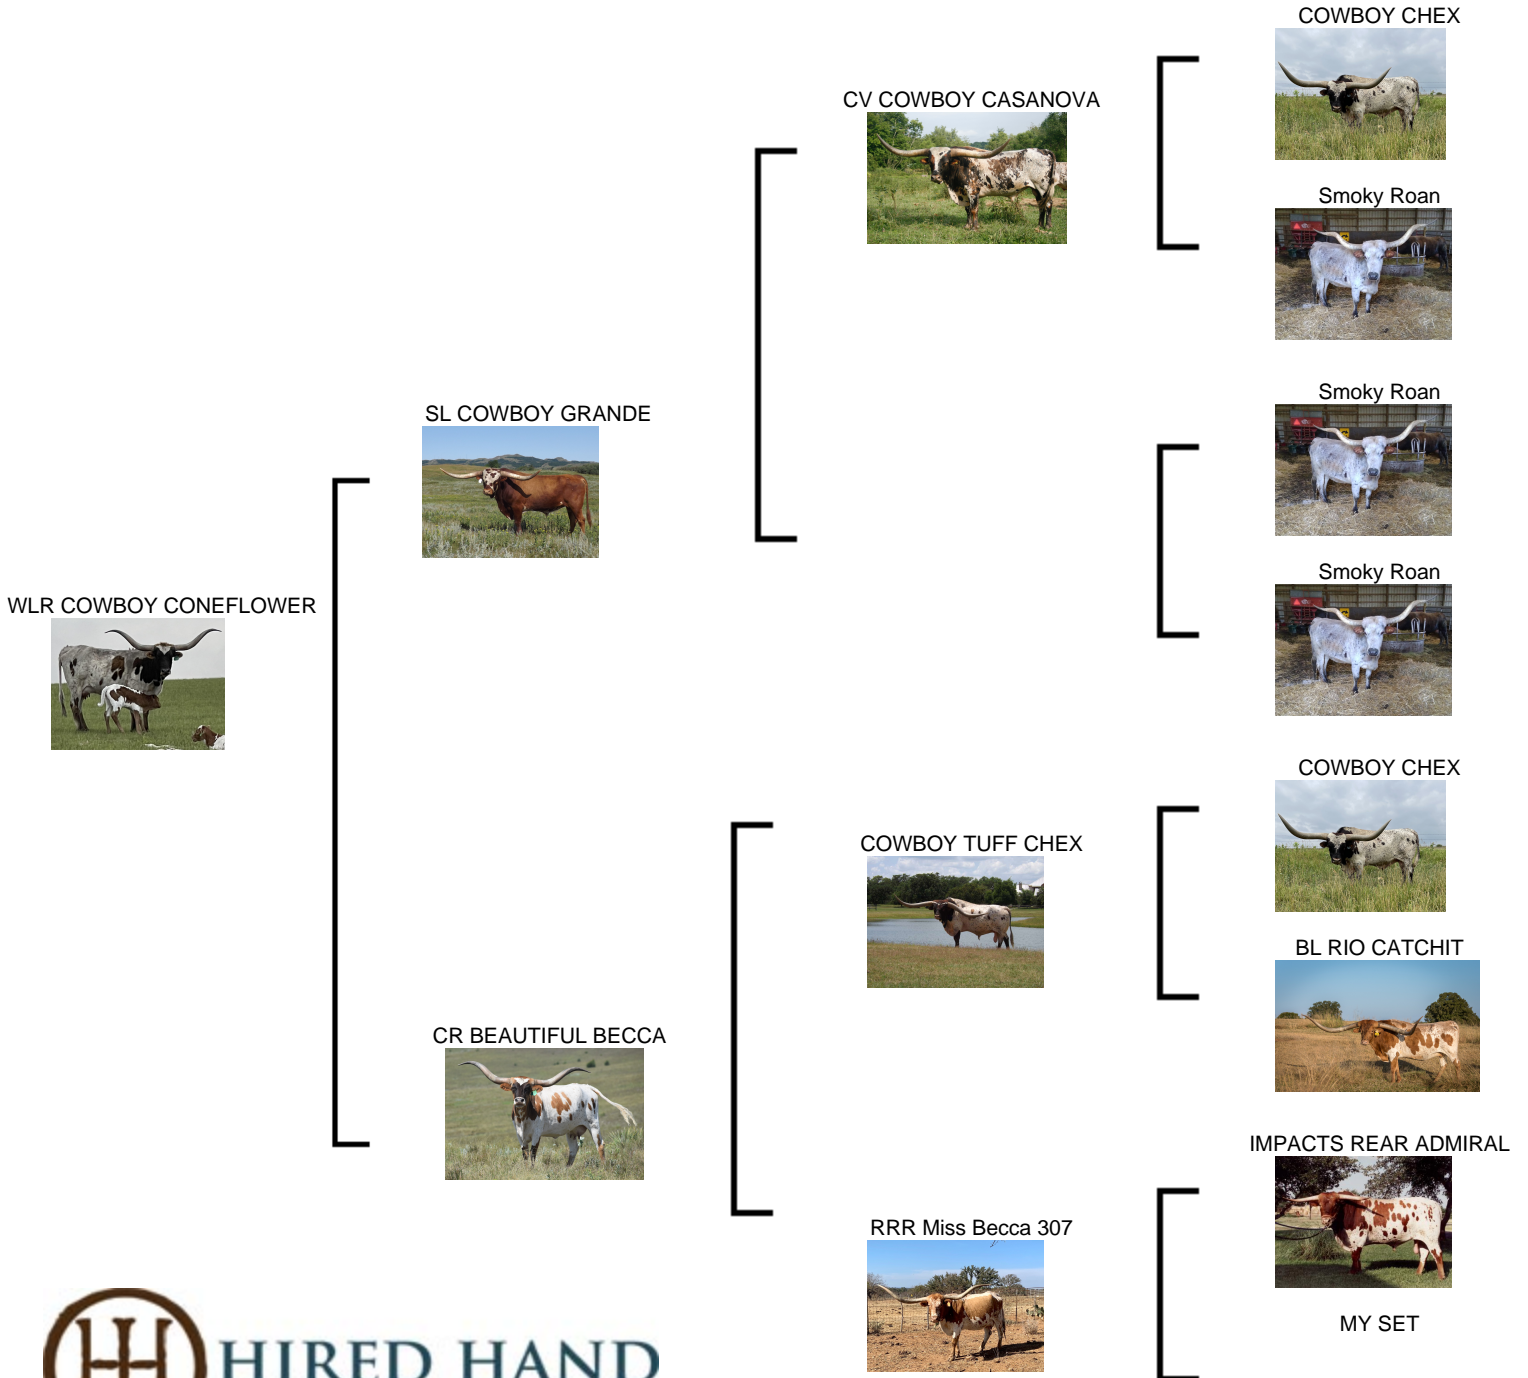 COWBOY CHEX
CV COWBOY CASANOVA
Smoky Roan
Smoky Roan
SL COWBOY GRANDE
Smoky Roan
WLR COWBOY CONEFLOWER
COWBOY CHEX
COWBOY TUFF CHEX
BL RIO CATCHIT
CR BEAUTIFUL BECCA
IMPACTS REAR ADMIRAL
RRR Miss Becca 307
MY SET
HIRED HAND